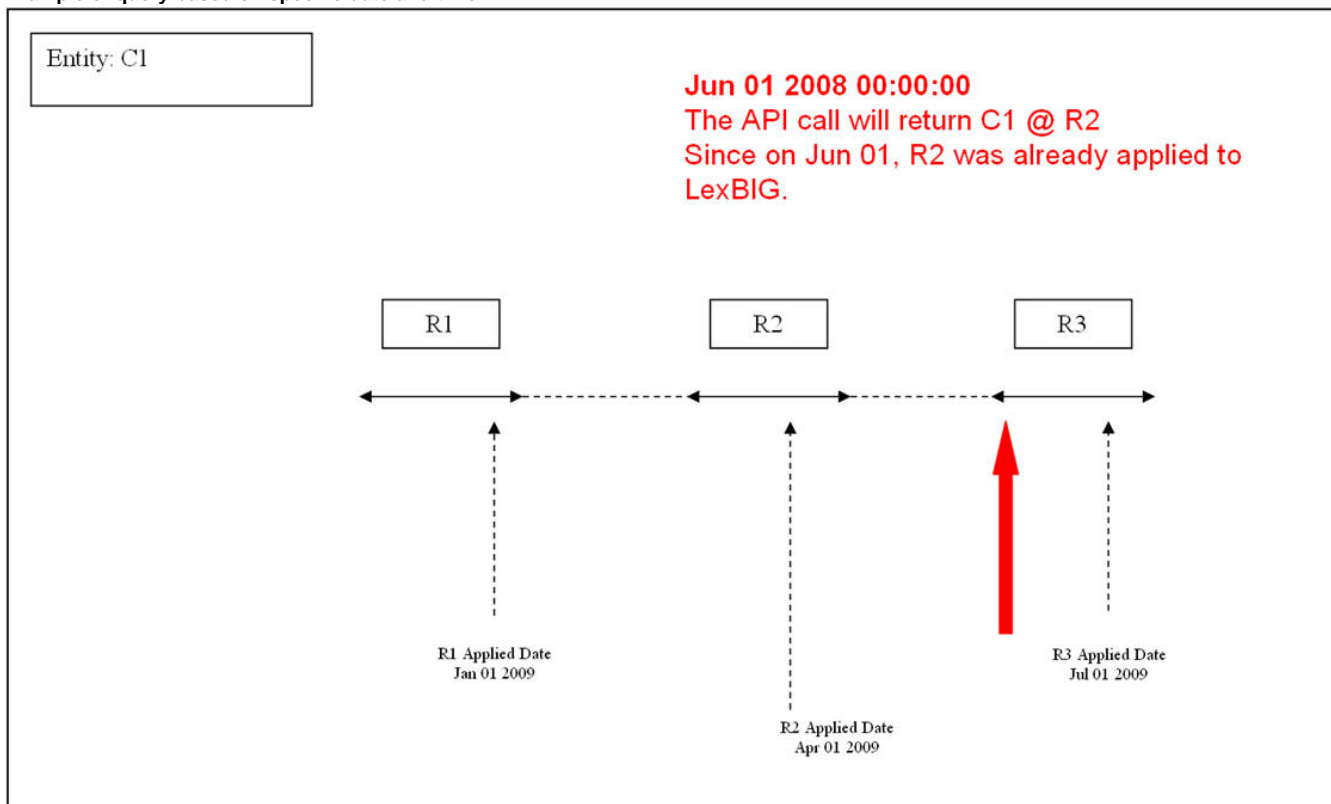 Entity: C1
Jun 01 2008 00:00:00
The API call will return C1 @ R2
Since on Jun 01, R2 was already applied to
LexBIG.
R1
R2
R3
R1 Applied Date
Jan 01 2009
R3 Applied Date
Jul 01 2009
R2 Applied Date
Apr 01 2009